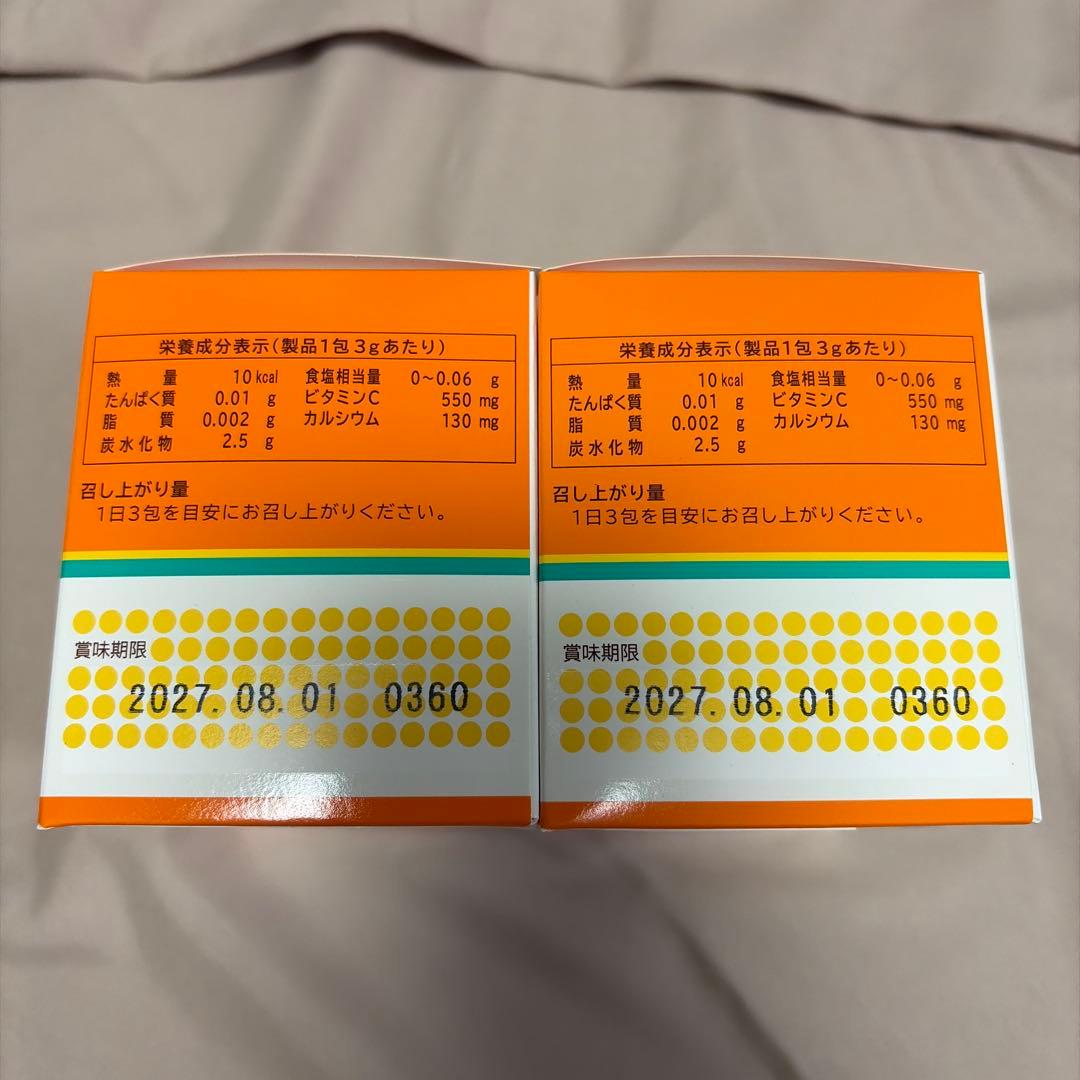 栄養成分表示(製品1包3gあたり)
熱量 10kcal 食塩相当量 0～0.06 g
たんぱく質 0.01 g ビタミンC 550 mg
脂質 0.002 g カルシウム 130 mg
炭水化物 2.5 g
召し上がり量
1日3包を目安にお召し上がりください。
賞味期限
2027.08.01 0360
栄養成分表示(製品1包3gあたり)
熱量 10kcal 食塩相当量 0～0.06 g
たんぱく質 0.01 g ビタミンC 550 mg
脂質 0.002 g カルシウム 130 mg
炭水化物 2.5 g
召し上がり量
1日3包を目安にお召し上がりください。
賞味期限
2027.08.01 0360